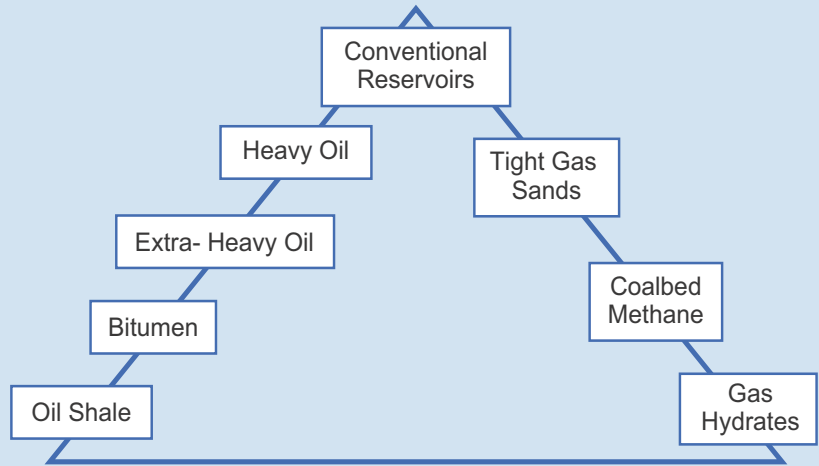 Conventional
Reservoirs
Heavy Oil
Tight Gas
Sands
Extra- Heavy Oil
Coalbed
Methane
Bitumen
Oil Shale
Gas
Hydrates